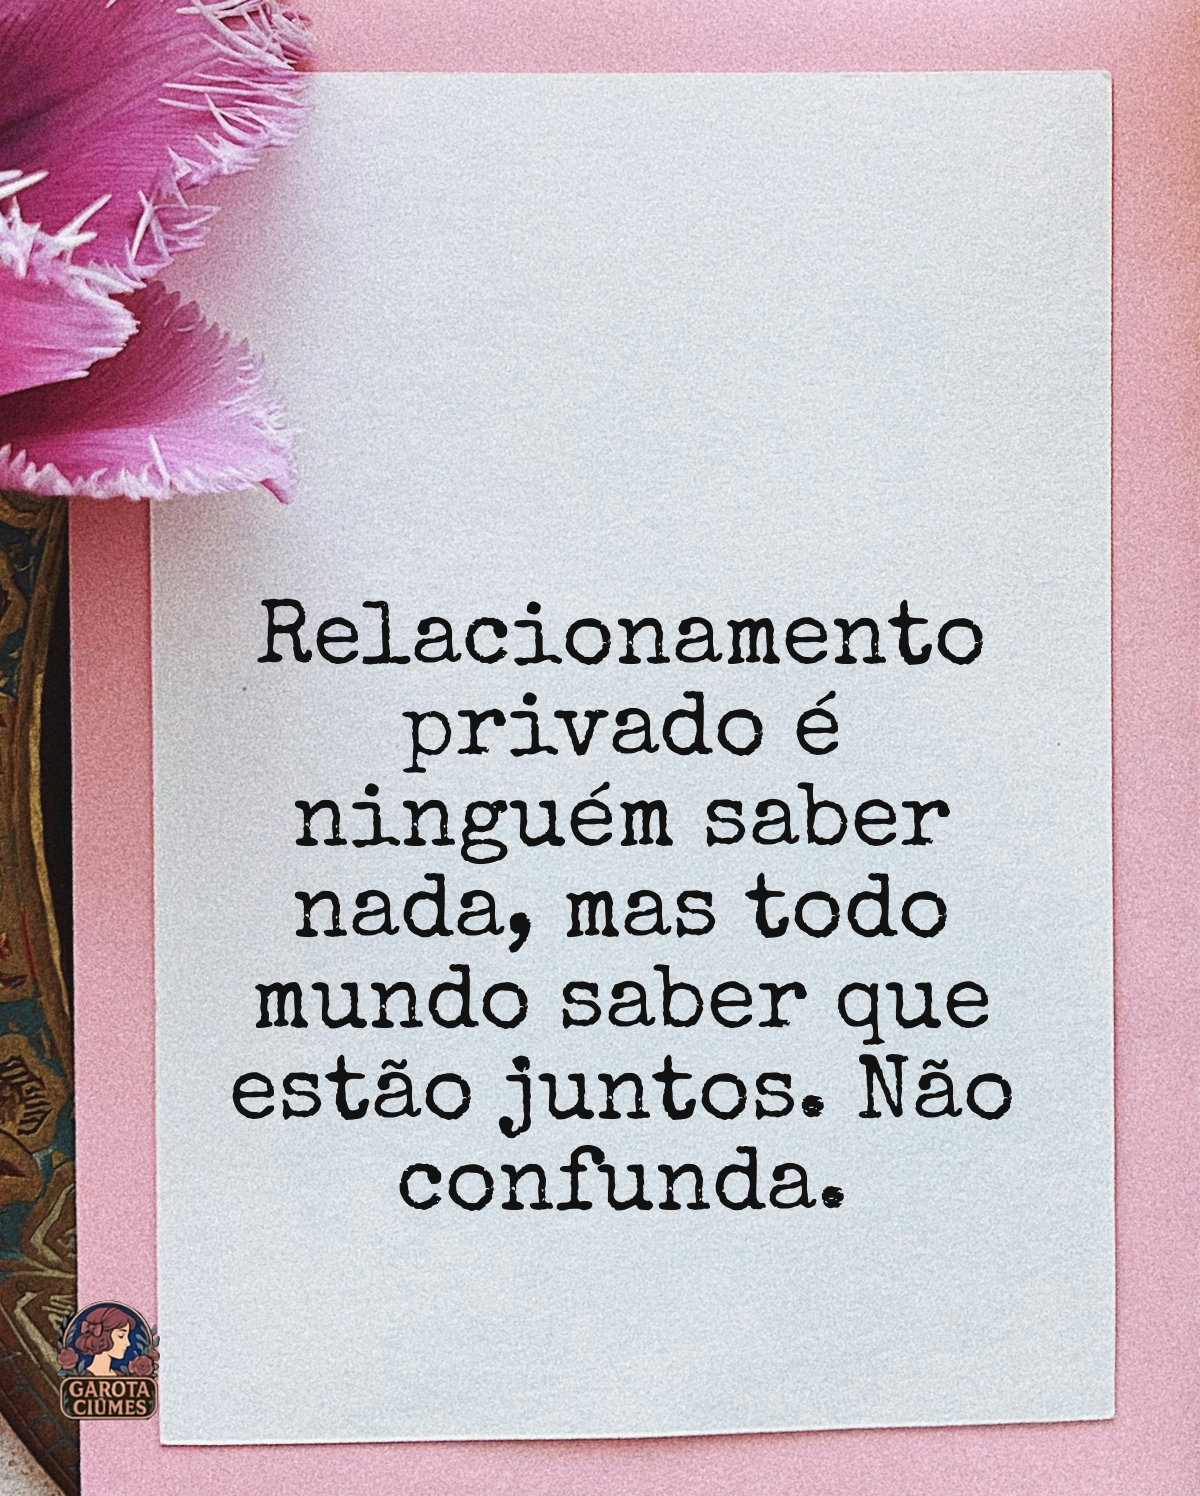 Relacionamento
privado é
ninguém saber
nada, mas todo
mundo saber que
estão juntos. Não
confunda.
GAROTA
CIÚMES